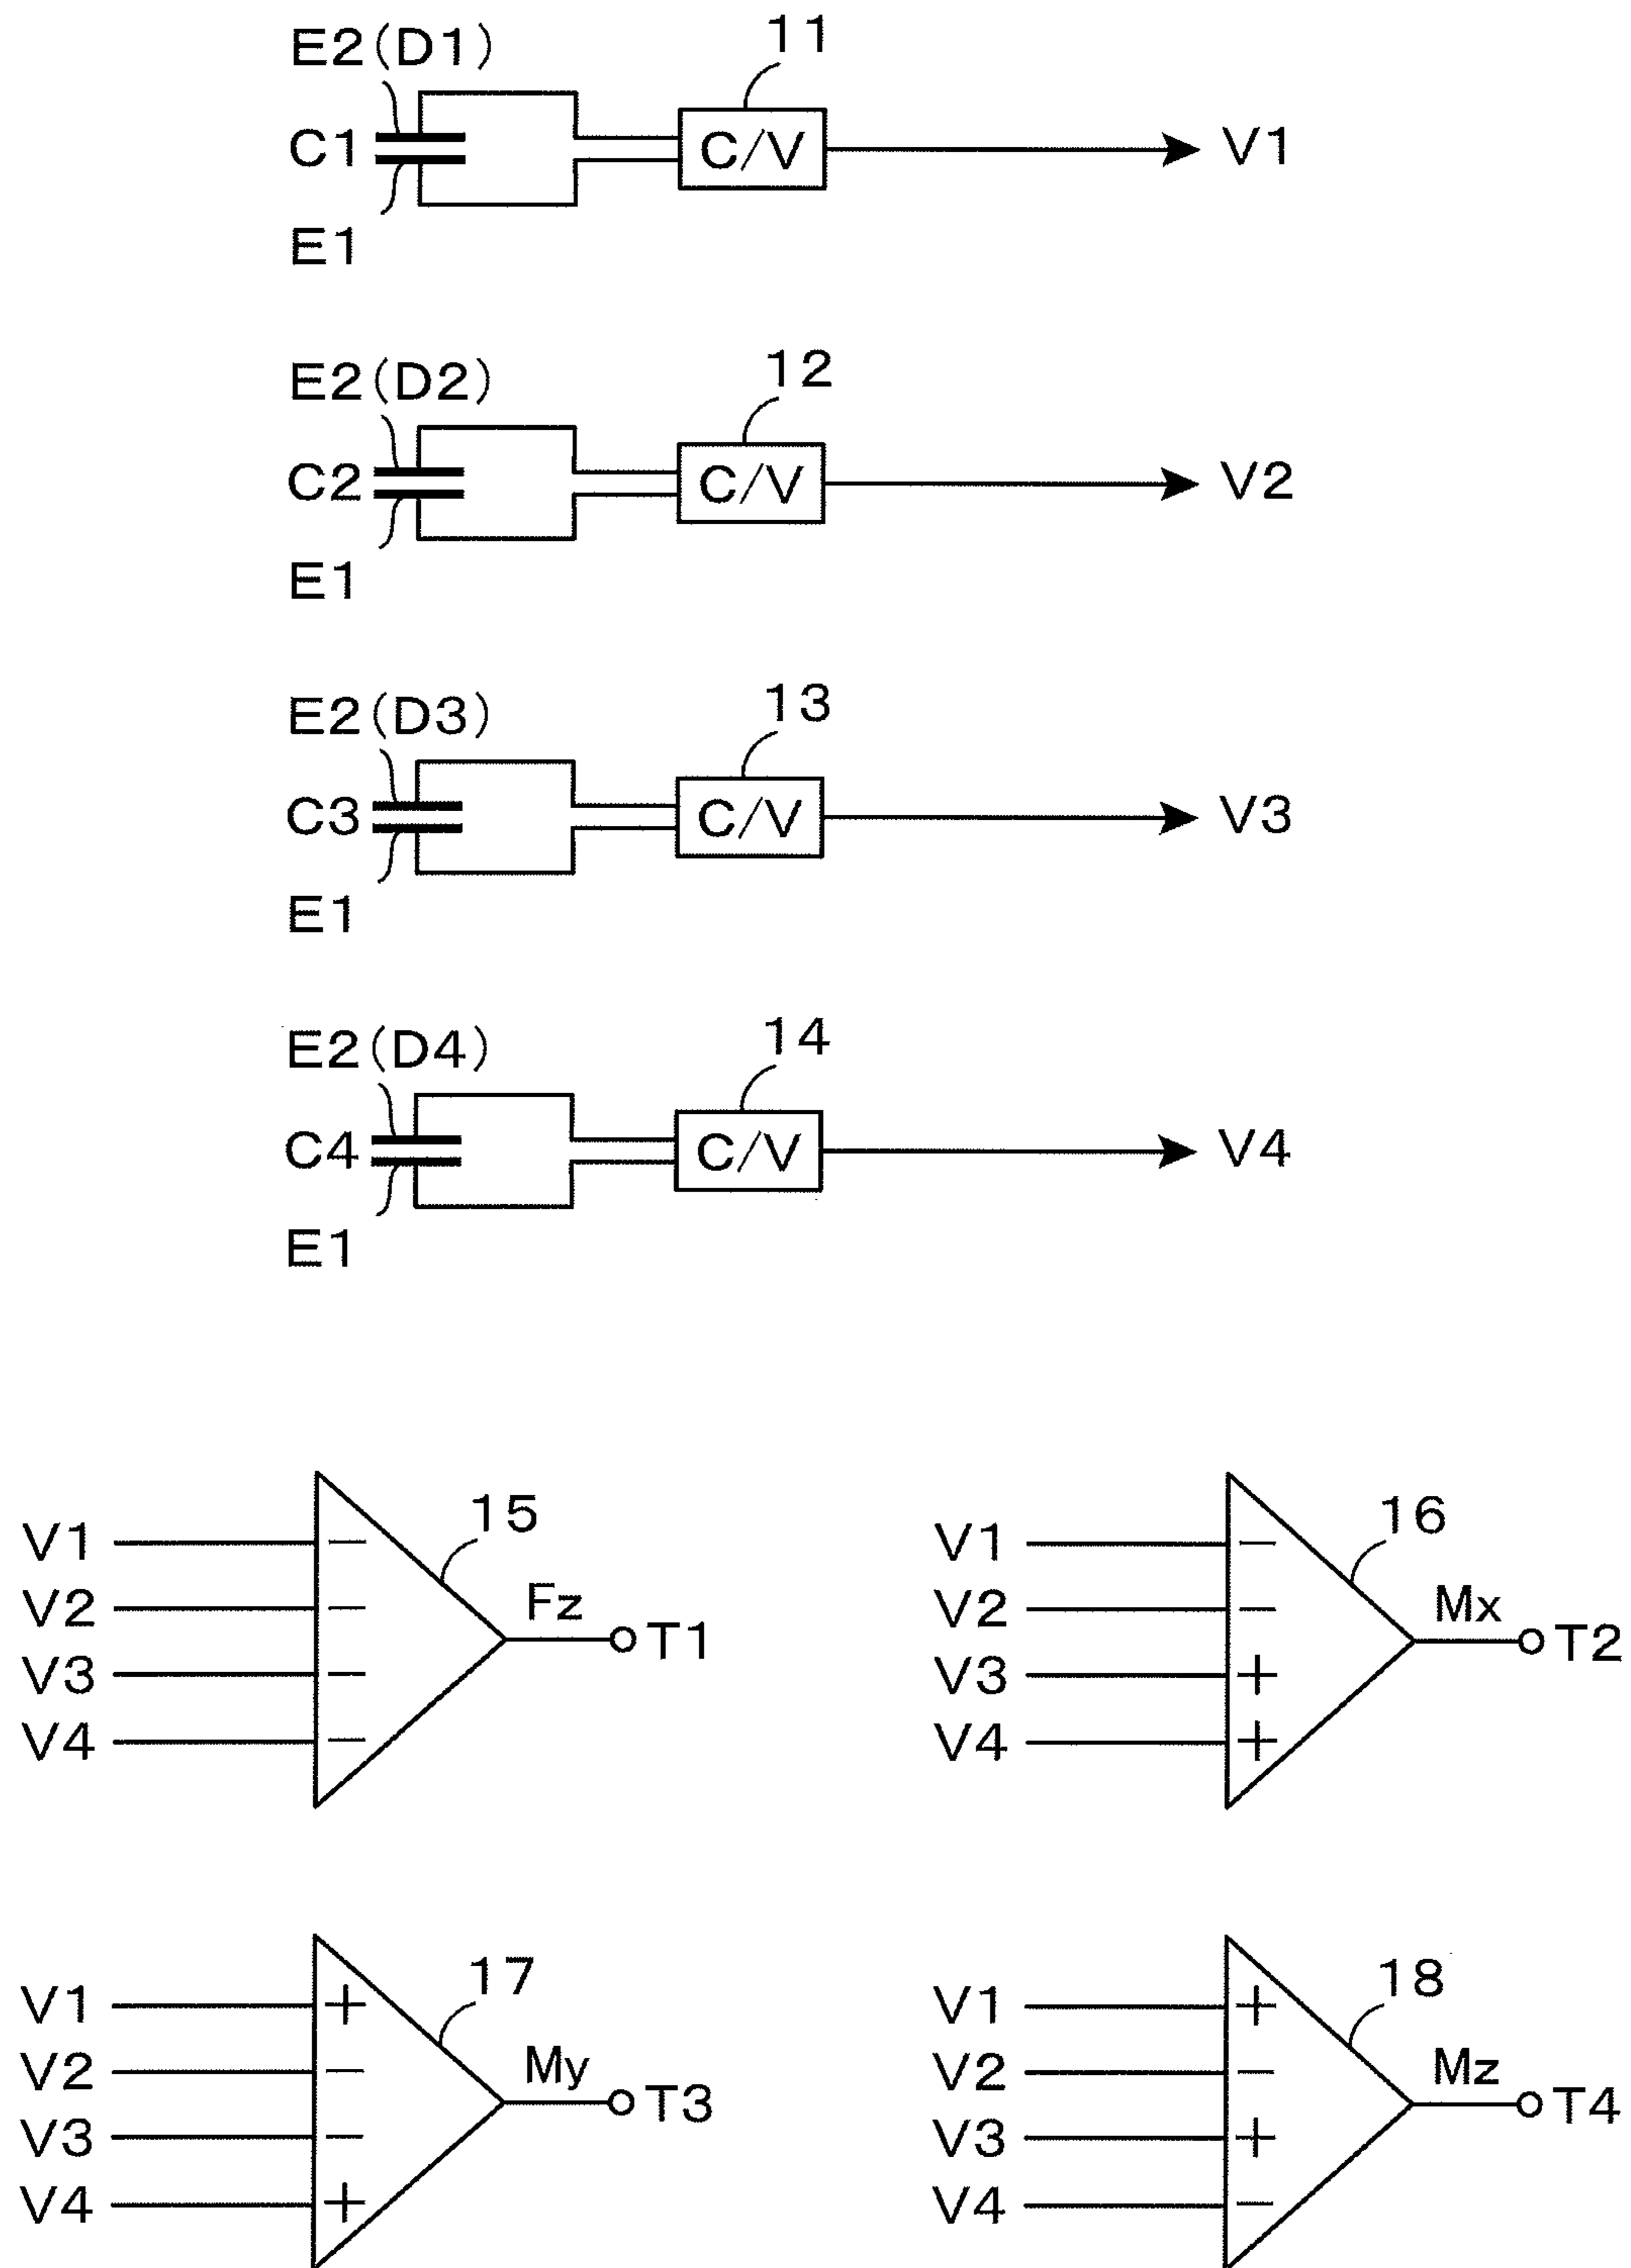 E2(D1)
11
C1
C/V
V1
E1
E2(D2)
12
C2
C/V
V2
E1
E2(D3)
13
C3
C/V
V3
E1
E2(D4)
14
C4
C/V
V4
E1
V1 −
V2 −
V3 −
V4 −
15
Fz
T1
V1 −
V2 −
V3 +
V4 +
16
Mx
T2
V1 +
V2 −
V3 −
V4 +
17
My
T3
V1 +
V2 −
V3 +
V4 −
18
Mz
T4